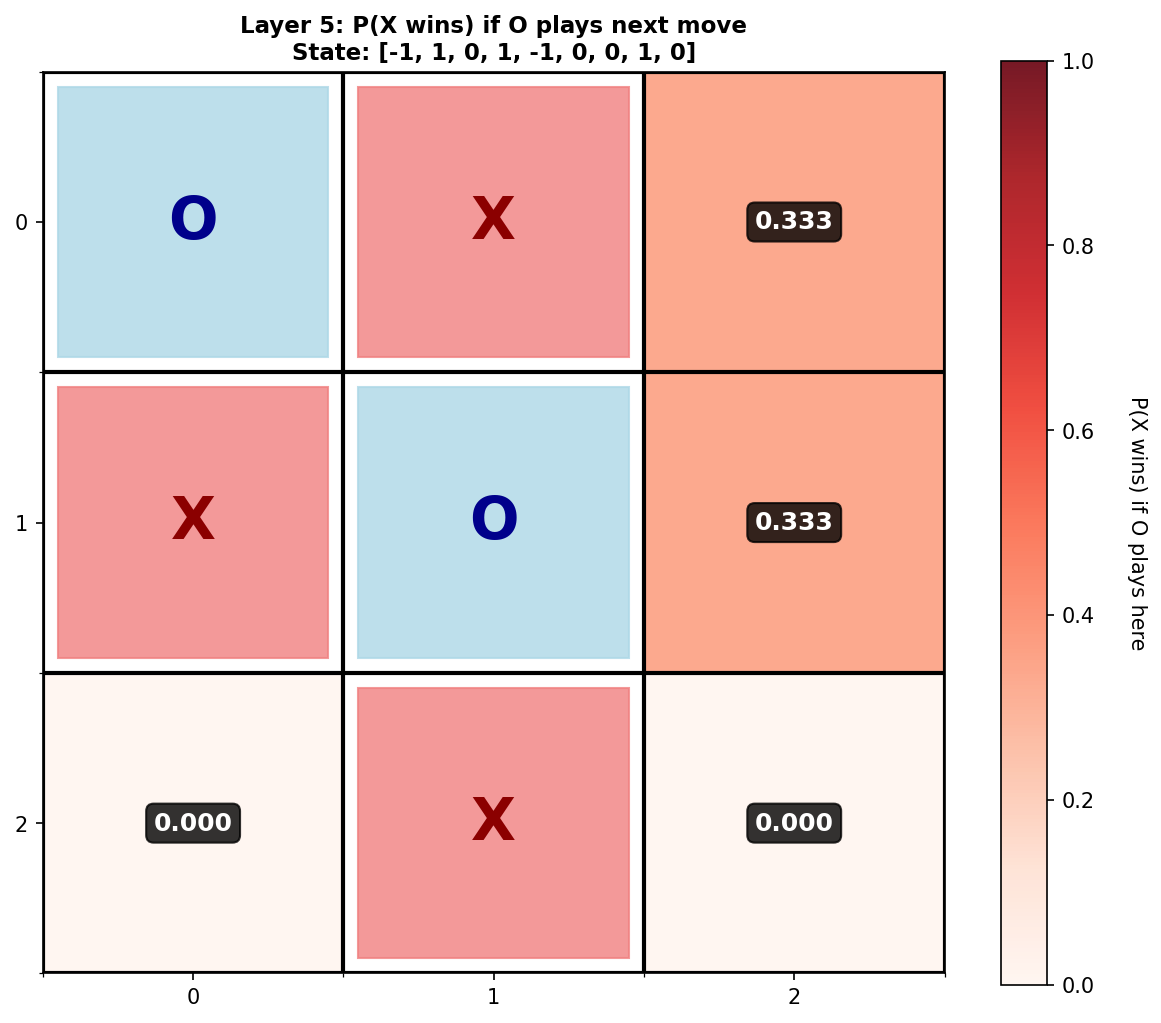 Layer 5: P(X wins) if O plays next move
State: [-1, 1, 0, 1, -1, 0, 0, 1, 0]
0 O X 0.333
1 X O 0.333
2 0.000 X 0.000
0 1 2
1.0
0.8
0.6
0.4
0.2
0.0
P(X wins) if O plays here